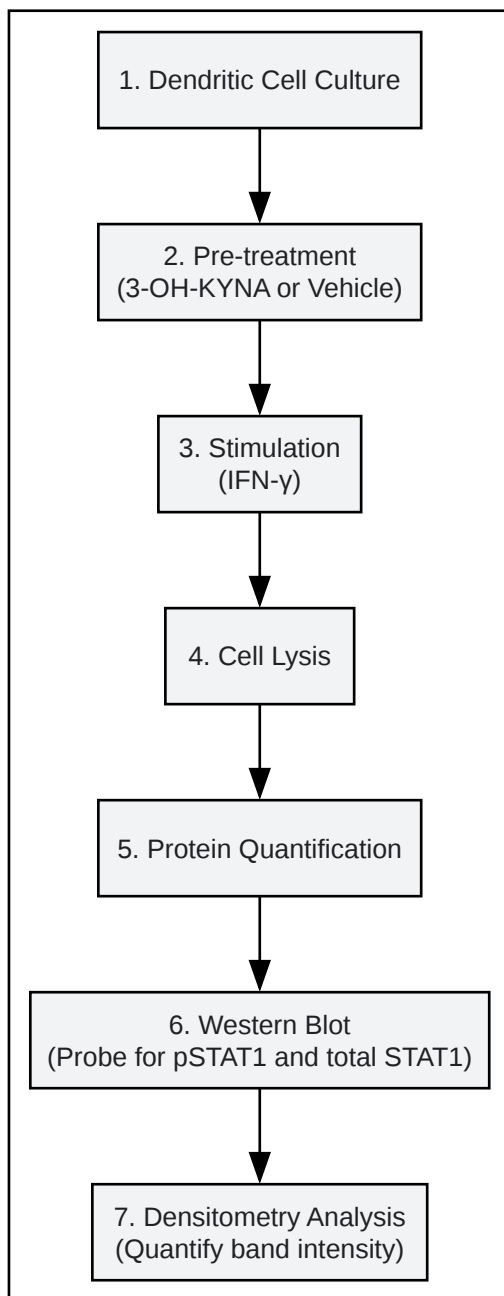 1. Dendritic Cell Culture
2. Pre-treatment
(3-OH-KYNA or Vehicle)
3. Stimulation
(IFN-γ)
4. Cell Lysis
5. Protein Quantification
6. Western Blot
(Probe for pSTAT1 and total STAT1)
7. Densitometry Analysis
(Quantify band intensity)